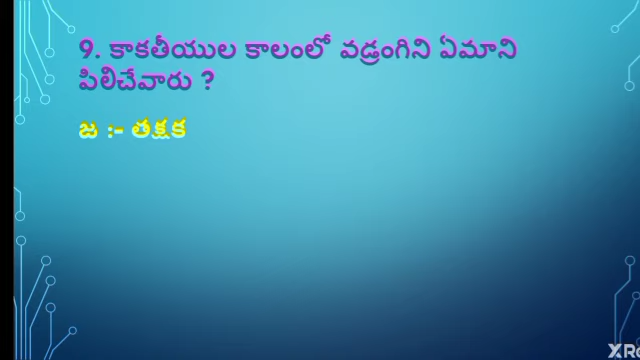 9. కాకతీయుల కాలంలో వడ్రంగిని ఏమాని
పిలిచేవారు ?
జ :- తక్షక